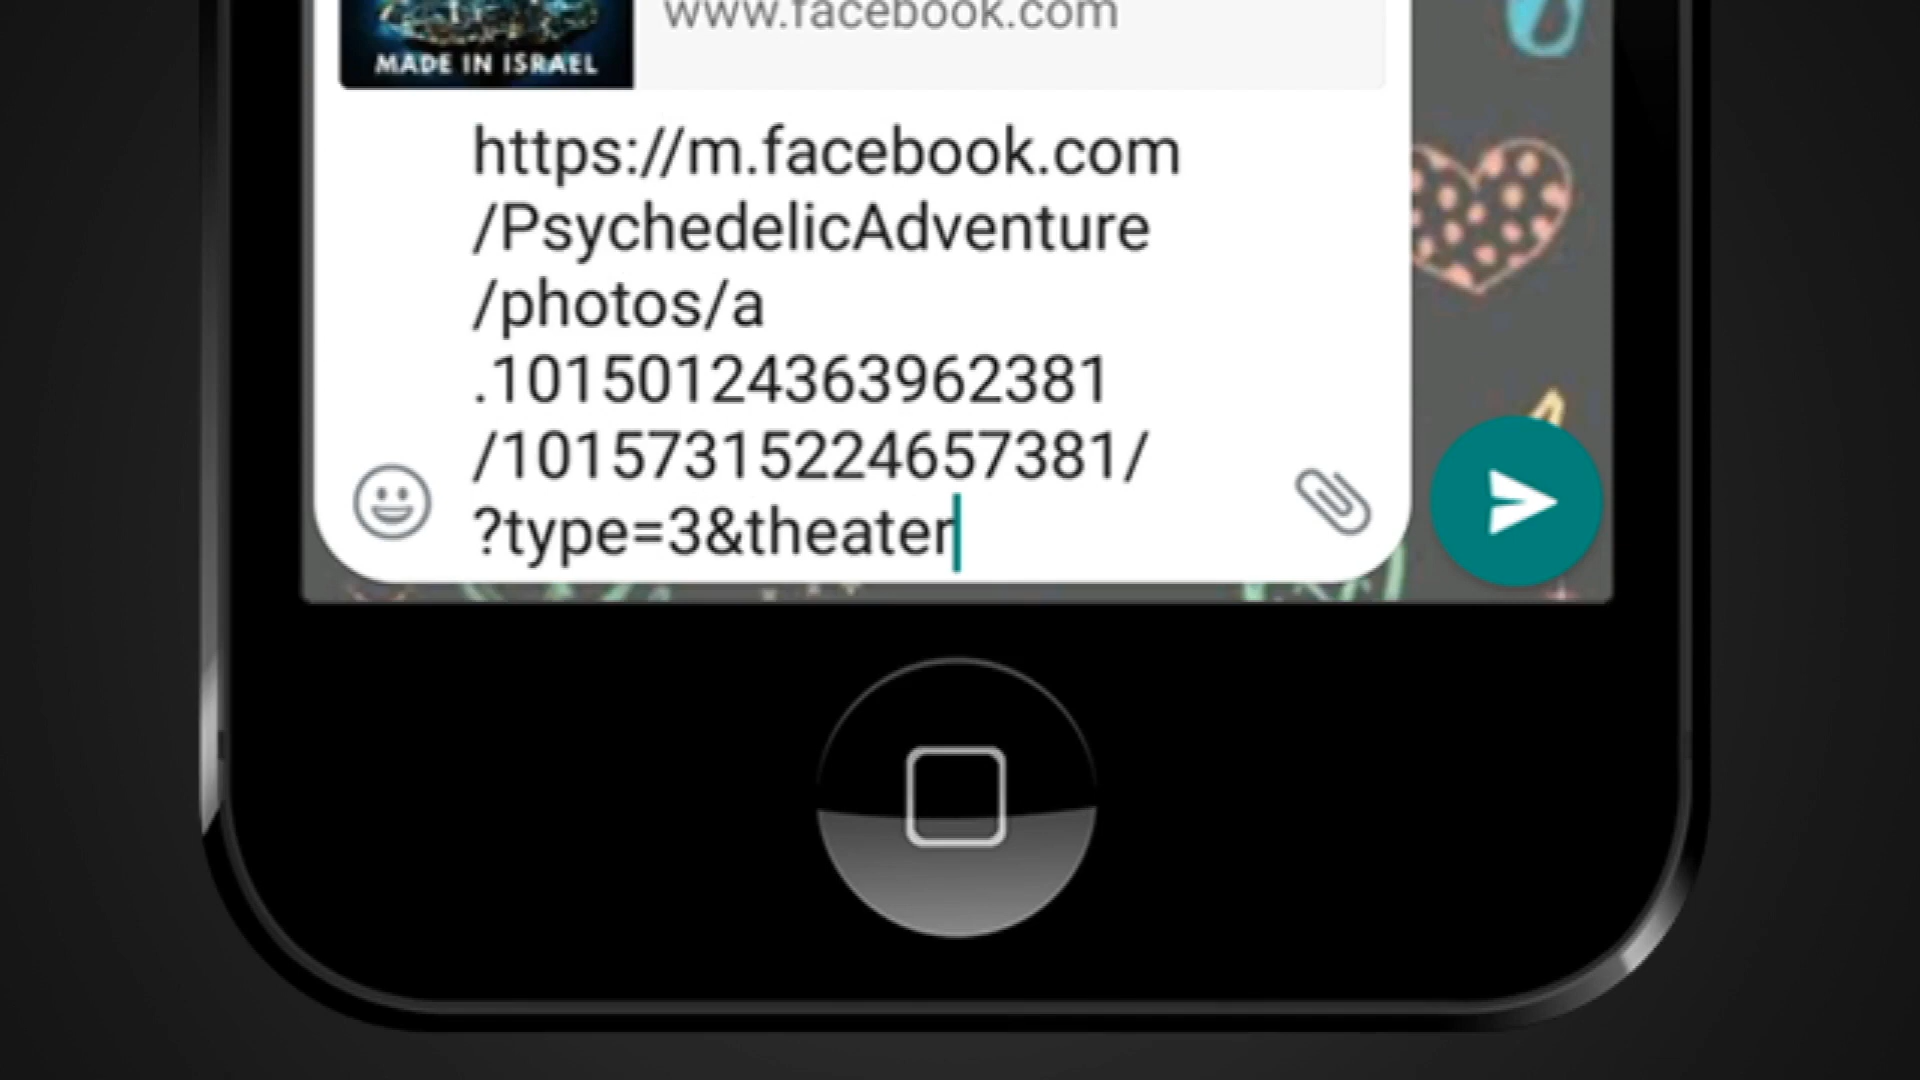 www.facebook.com
MADE IN ISRAEL
https://m.facebook.com
/PsychedelicAdventure
/photos/a
.10150124363962381
/10157315224657381/
?type=3&theater